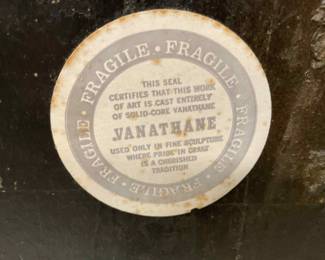 FRAGILE • FRAGILE • FRAGILE • FRAGILE •
THIS SEAL
CERTIFIES THAT THIS WORK
OF ART IS CAST ENTIRELY
OF SOLID-CORE VANATHANE
VANATHANE
USED ONLY IN FINE SCULPTURE
WHERE PRIDE IN CRAFT
IS A CHERISHED
TRADITION